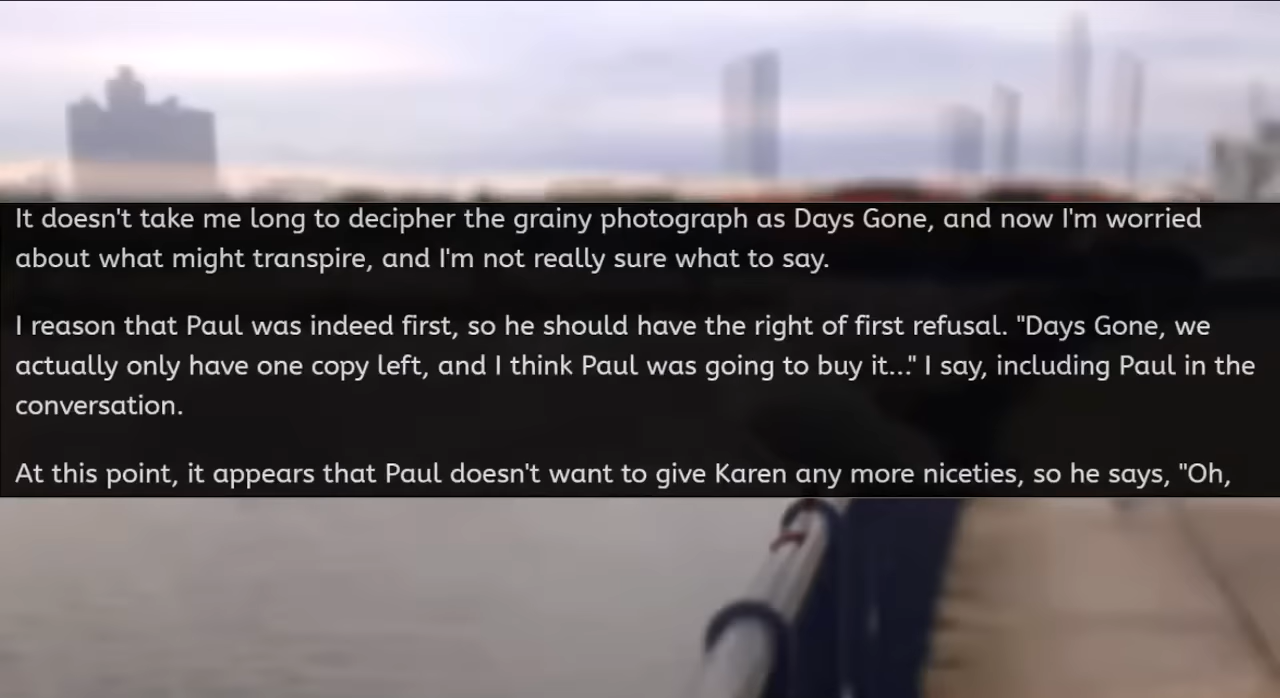 It doesn't take me long to decipher the grainy photograph as Days Gone, and now I'm worried
about what might transpire, and I'm not really sure what to say.
I reason that Paul was indeed first, so he should have the right of first refusal. "Days Gone, we
actually only have one copy left, and I think Paul was going to buy it..." I say, including Paul in the
conversation.
At this point, it appears that Paul doesn't want to give Karen any more niceties, so he says, "Oh,